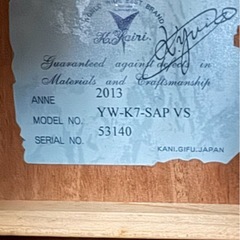 BRAND
K.Yairi
Guaranteed against defects in
Materials and Craftsmanship
ANNE 2013
MODEL NO: YW-K7-SAP VS
SERIAL NO. 53140
KANI, GIFU, JAPAN